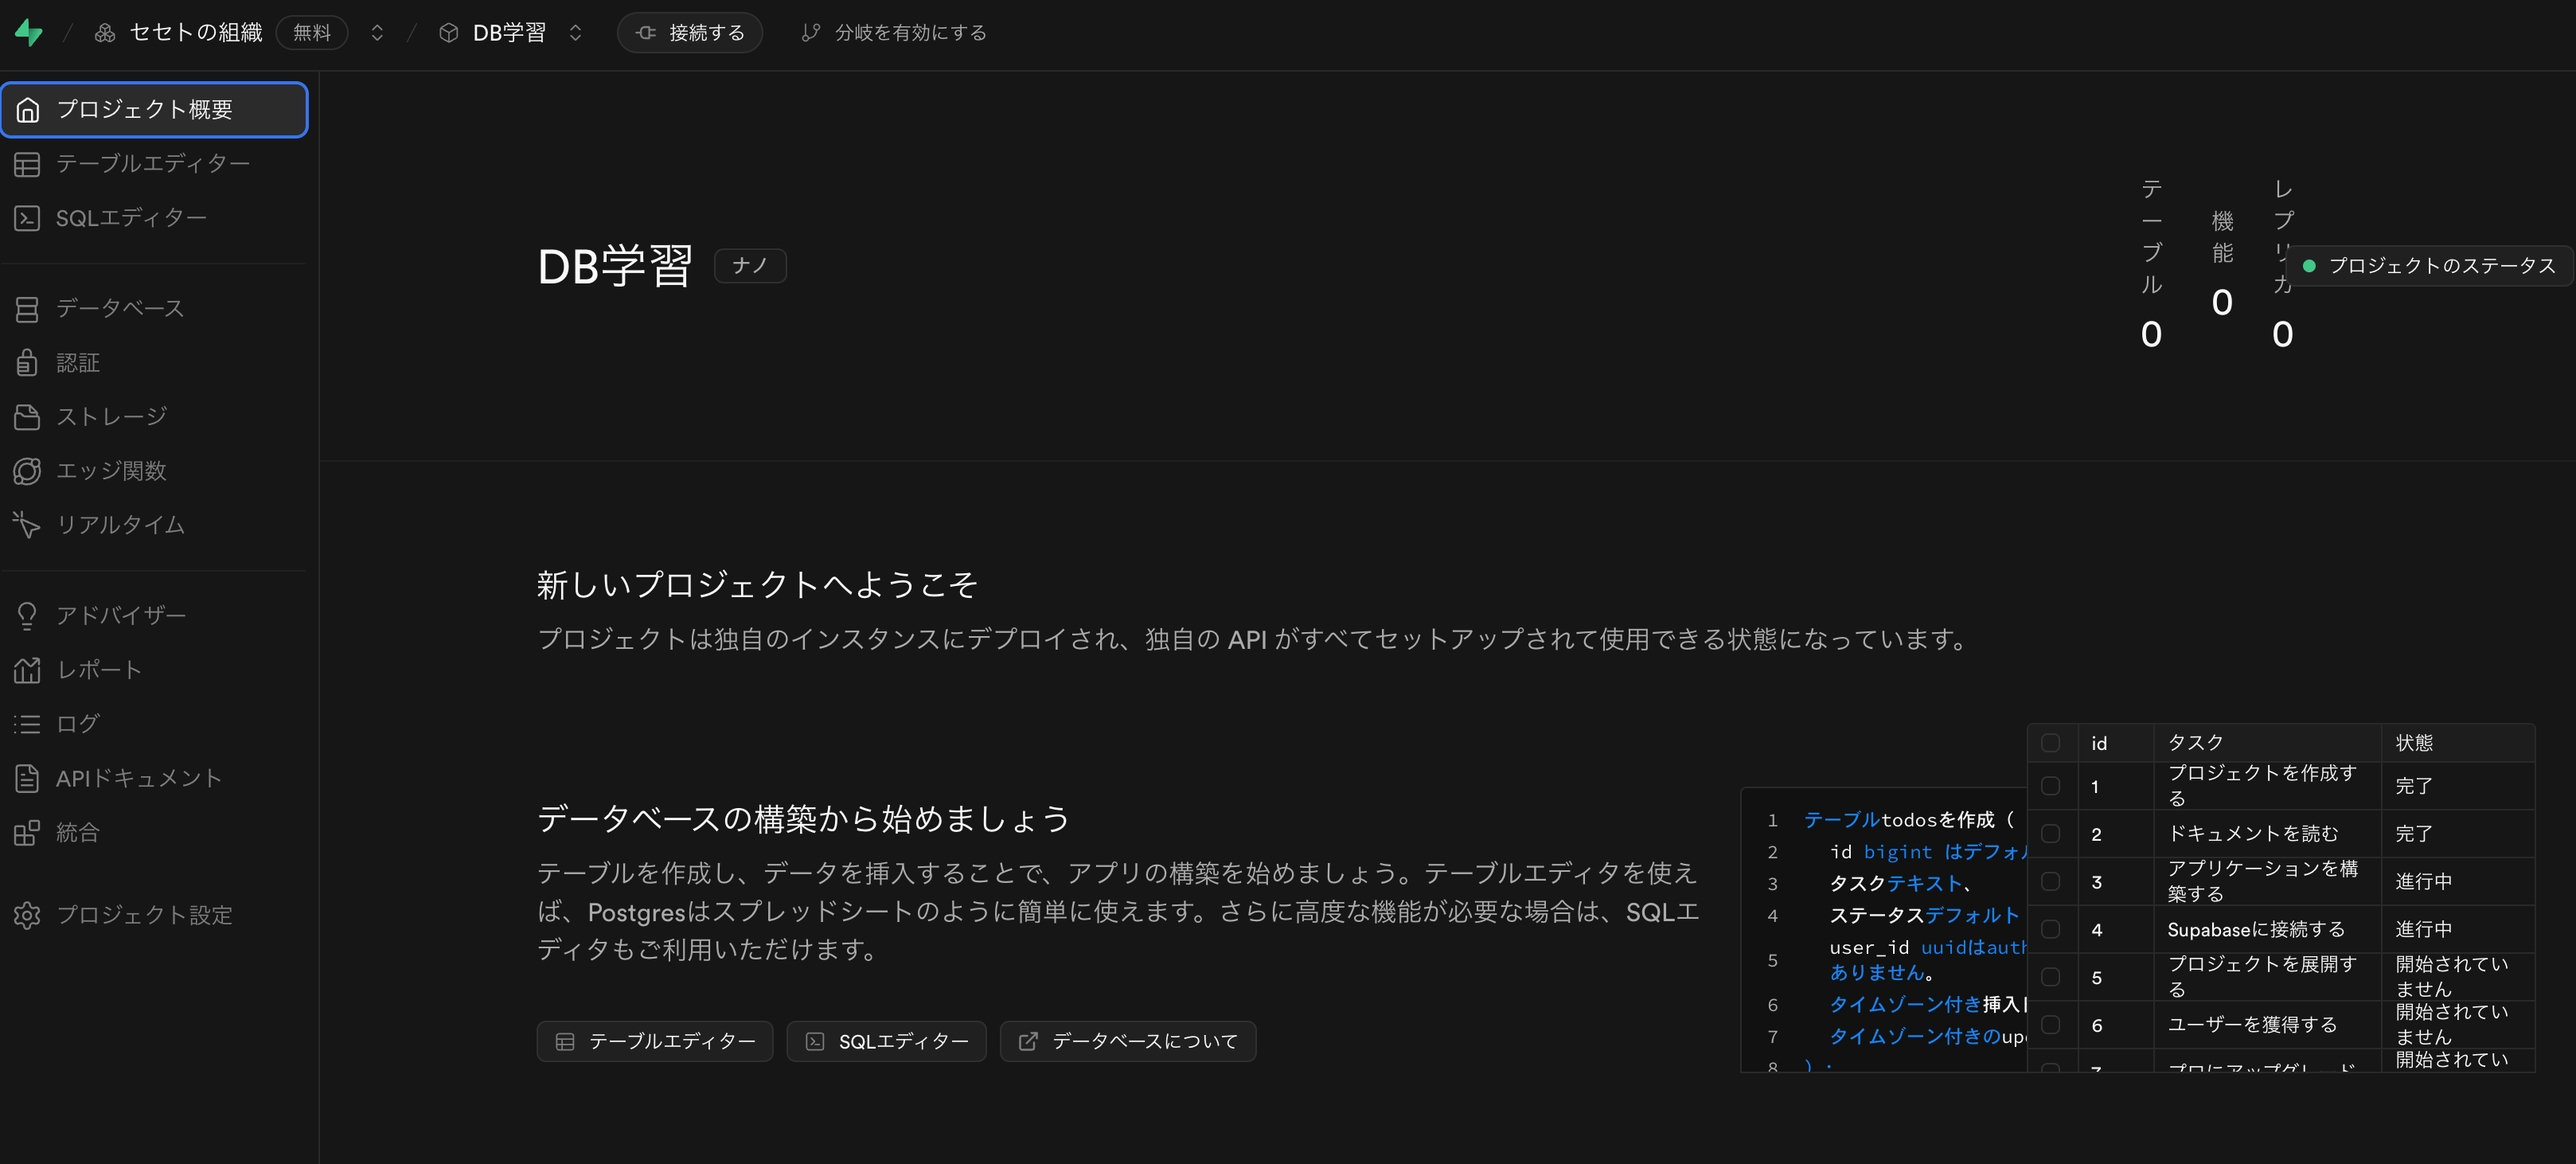 セセトの組織 無料
DB学習
接続する
分岐を有効にする
プロジェクト概要
テーブルエディター
SQLエディター
データベース
認証
ストレージ
エッジ関数
リアルタイム
アドバイザー
レポート
ログ
APIドキュメント
統合
プロジェクト設定
DB学習 ナノ
テーブル
0
機能
0
レプリカ
0
プロジェクトのステータス
新しいプロジェクトへようこそ
プロジェクトは独自のインスタンスにデプロイされ、独自の API がすべてセットアップされて使用できる状態になっています。
データベースの構築から始めましょう
テーブルを作成し、データを挿入することで、アプリの構築を始めましょう。テーブルエディタを使え
ば、Postgresはスプレッドシートのように簡単に使えます。さらに高度な機能が必要な場合は、SQLエ
ディタもご利用いただけます。
テーブルエディター
SQLエディター
データベースについて
1 テーブルtodosを作成（
2 id bigint はデフォル
3 タスクテキスト、
4 ステータスデフォルト
5 user_id uuidはauth
ありません。
6 タイムゾーン付き挿入
7 タイムゾーン付きのupd
8 ）；
id タスク 状態
1 プロジェクトを作成す
る 完了
2 ドキュメントを読む 完了
3 アプリケーションを構
築する 進行中
4 Supabaseに接続する 進行中
5 プロジェクトを展開す
る 開始されてい
ません
6 ユーザーを獲得する 開始されてい
ません
7 プロにアップグレード 開始されてい